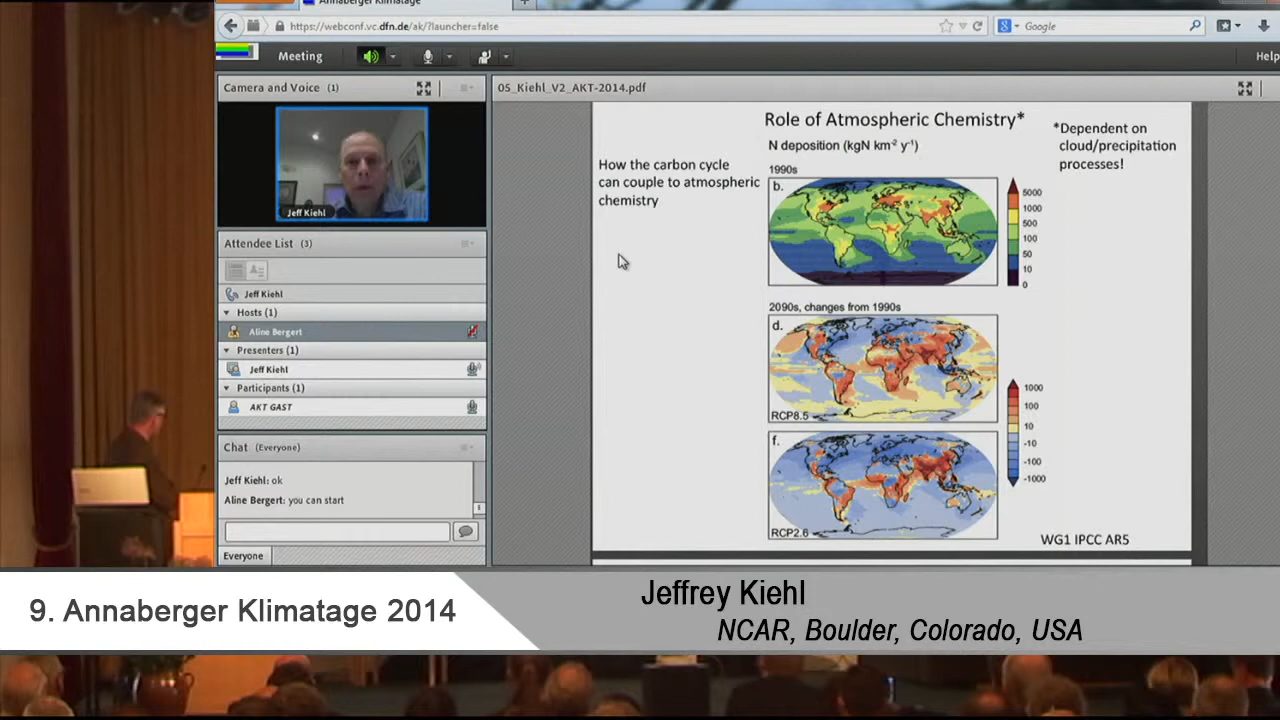 Annaberger Klimatage
https://webconf.vc.dfn.de/ak/?launcher=false
Google
Meeting
Help
Camera and Voice (1)
Jeff Kiehl
Attendee List (3)
Jeff Kiehl
Hosts (1)
Aline Bergert
Presenters (1)
Jeff Kiehl
Participants (1)
AKT GAST
Chat (Everyone)
Jeff Kiehl: ok
Aline Bergert: you can start
Everyone
05_Kiehl_V2_AKT-2014.pdf
Role of Atmospheric Chemistry*
*Dependent on
cloud/precipitation
processes!
N deposition (kgN km-2 y-1)
How the carbon cycle
can couple to atmospheric
chemistry
1990s
b.
5000
1000
500
100
50
10
0
2090s, changes from 1990s
d.
RCP8.5
f.
RCP2.6
1000
100
10
-10
-100
-1000
WG1 IPCC AR5
9. Annaberger Klimatage 2014
Jeffrey Kiehl
NCAR, Boulder, Colorado, USA